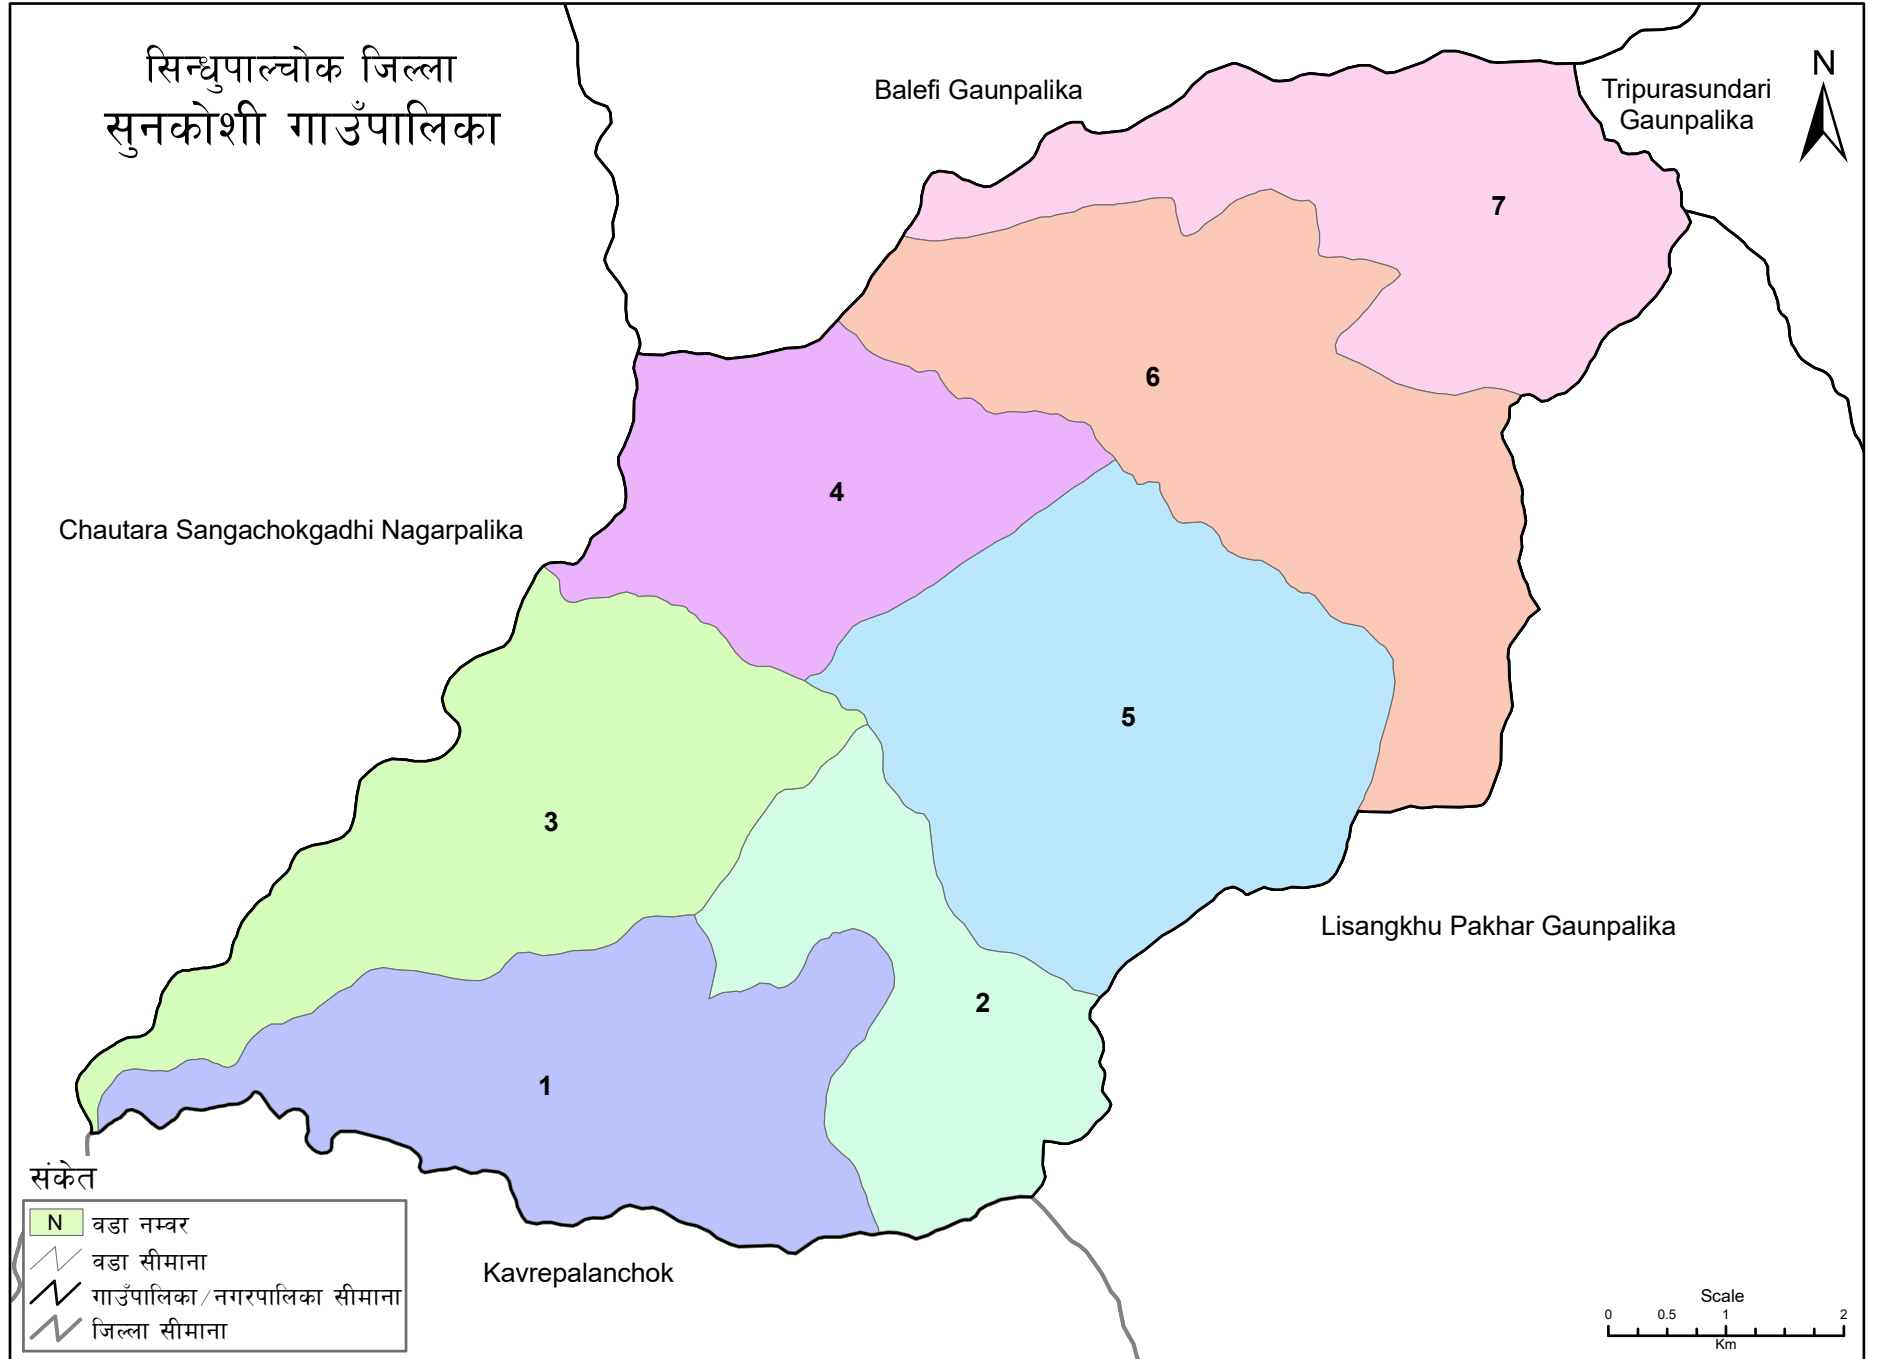 सिन्धुपाल्चोक जिल्ला
सुनकोशी गाउँपालिका
Balefi Gaunpalika
Tripurasundari
Gaunpalika
N
7
6
4
Chautara Sangachokgadhi Nagarpalika
5
3
Lisangkhu Pakhar Gaunpalika
2
1
Kavrepalanchok
संकेत
N वडा नम्वर
वडा सीमाना
गाउँपालिका/नगरपालिका सीमाना
जिल्ला सीमाना
Scale
0 0.5 1 2
Km